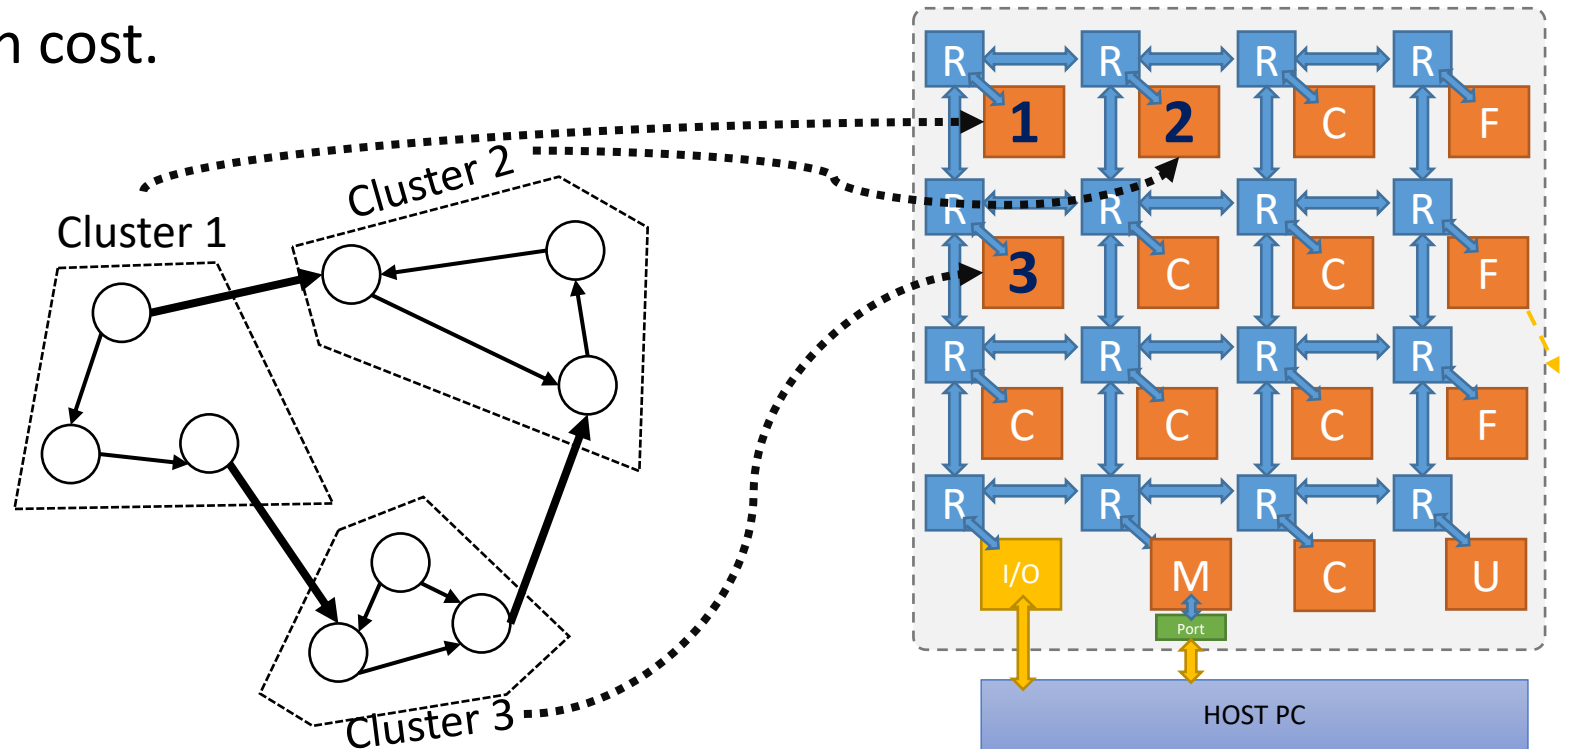 n cost.
Cluster 1
Cluster 2
Cluster 3
R R R R
1 2 C F
R R R R
3 C C F
R R R R
C C C F
R R R R
I/O M C U
Port
HOST PC